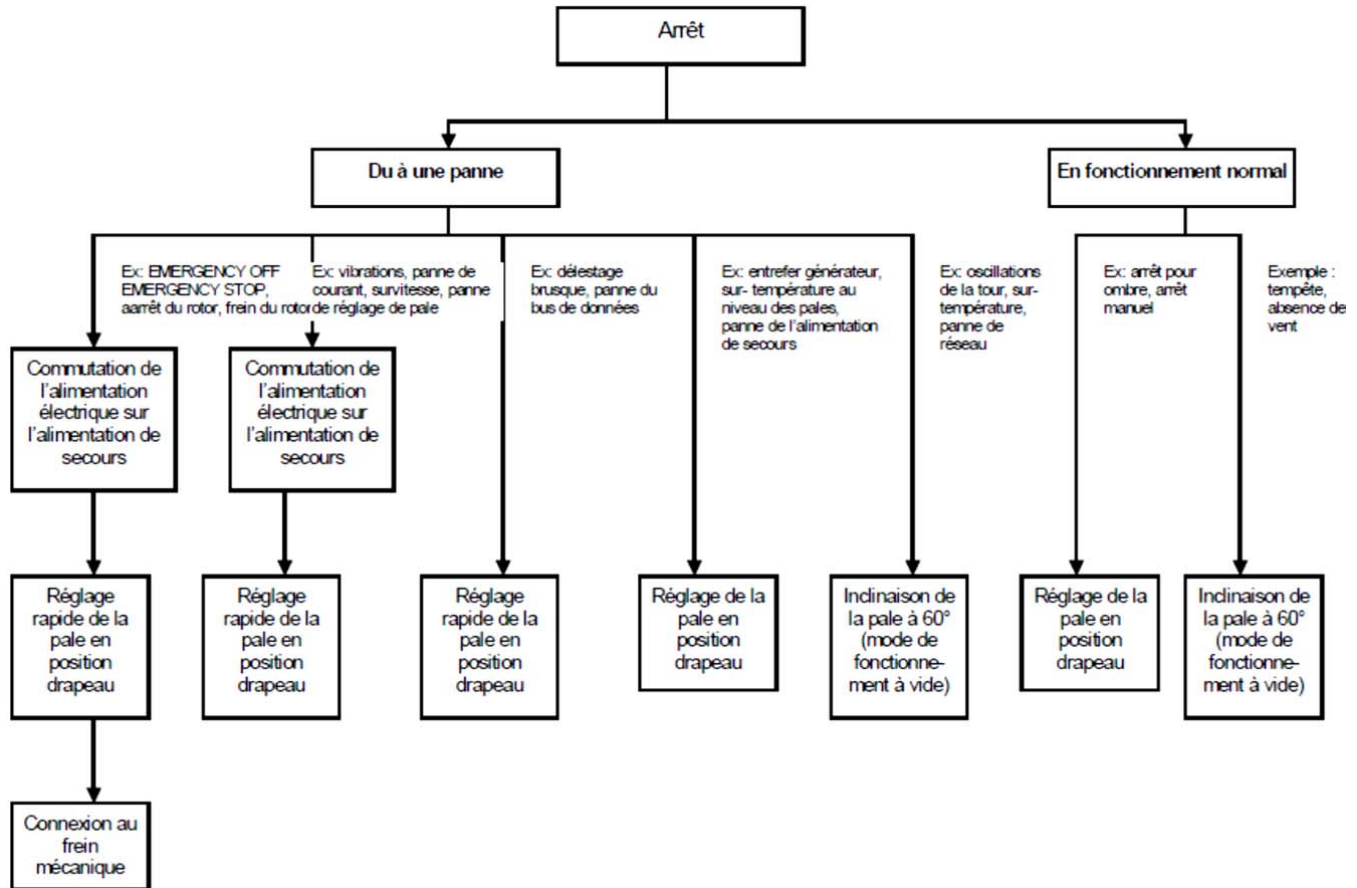 Arrêt
Du à une panne
En fonctionnement normal
Ex: EMERGENCY OFF
EMERGENCY STOP,
aarrêt du rotor, frein du rotor
Ex: vibrations, panne de
courant, survitesse, panne
de réglage de pale
Ex: délestage
brusque, panne du
bus de données
Ex: entrefer générateur,
sur- température au
niveau des pales,
panne de l'alimentation
de secours
Ex: oscillations
de la tour, sur-
température,
panne de
réseau
Ex: arrêt pour
ombre, arrêt
manuel
Exemple :
tempête,
absence de
vent
Commutation de
l'alimentation
électrique sur
l'alimentation de
secours
Commutation de
l'alimentation
électrique sur
l'alimentation de
secours
Réglage
rapide de la
pale en
position
drapeau
Réglage
rapide de la
pale en
position
drapeau
Réglage
rapide de la
pale en
position
drapeau
Réglage de la
pale en
position
drapeau
Inclinaison de
la pale à 60°
(mode de
fonctionne-
ment à vide)
Réglage de la
pale en
position
drapeau
Inclinaison de
la pale à 60°
(mode de
fonctionne-
ment à vide)
Connexion au
frein
mécanique